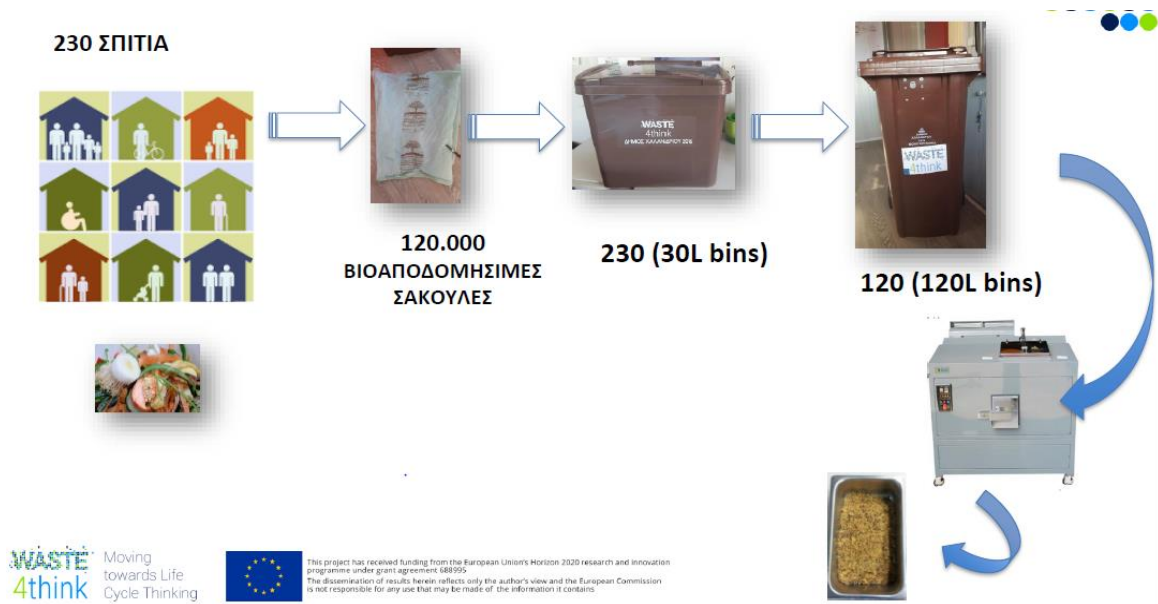 230 ΣΠΙΤΙΑ
120.000
ΒΙΟΑΠΟΔΟΜΗΣΙΜΕΣ
ΣΑΚΟΥΛΕΣ
WASTE
4think
230 (30L bins)
WASTE
4think
120 (120L bins)
WASTE
4think
Moving
towards Life
Cycle Thinking
This project has received funding from the European Union's Horizon 2020 research and innovation
programme under grant agreement 688995
The dissemination of results herein reflects only the author's view and the European Commission
is not responsible for any use that may be made of the information it contains